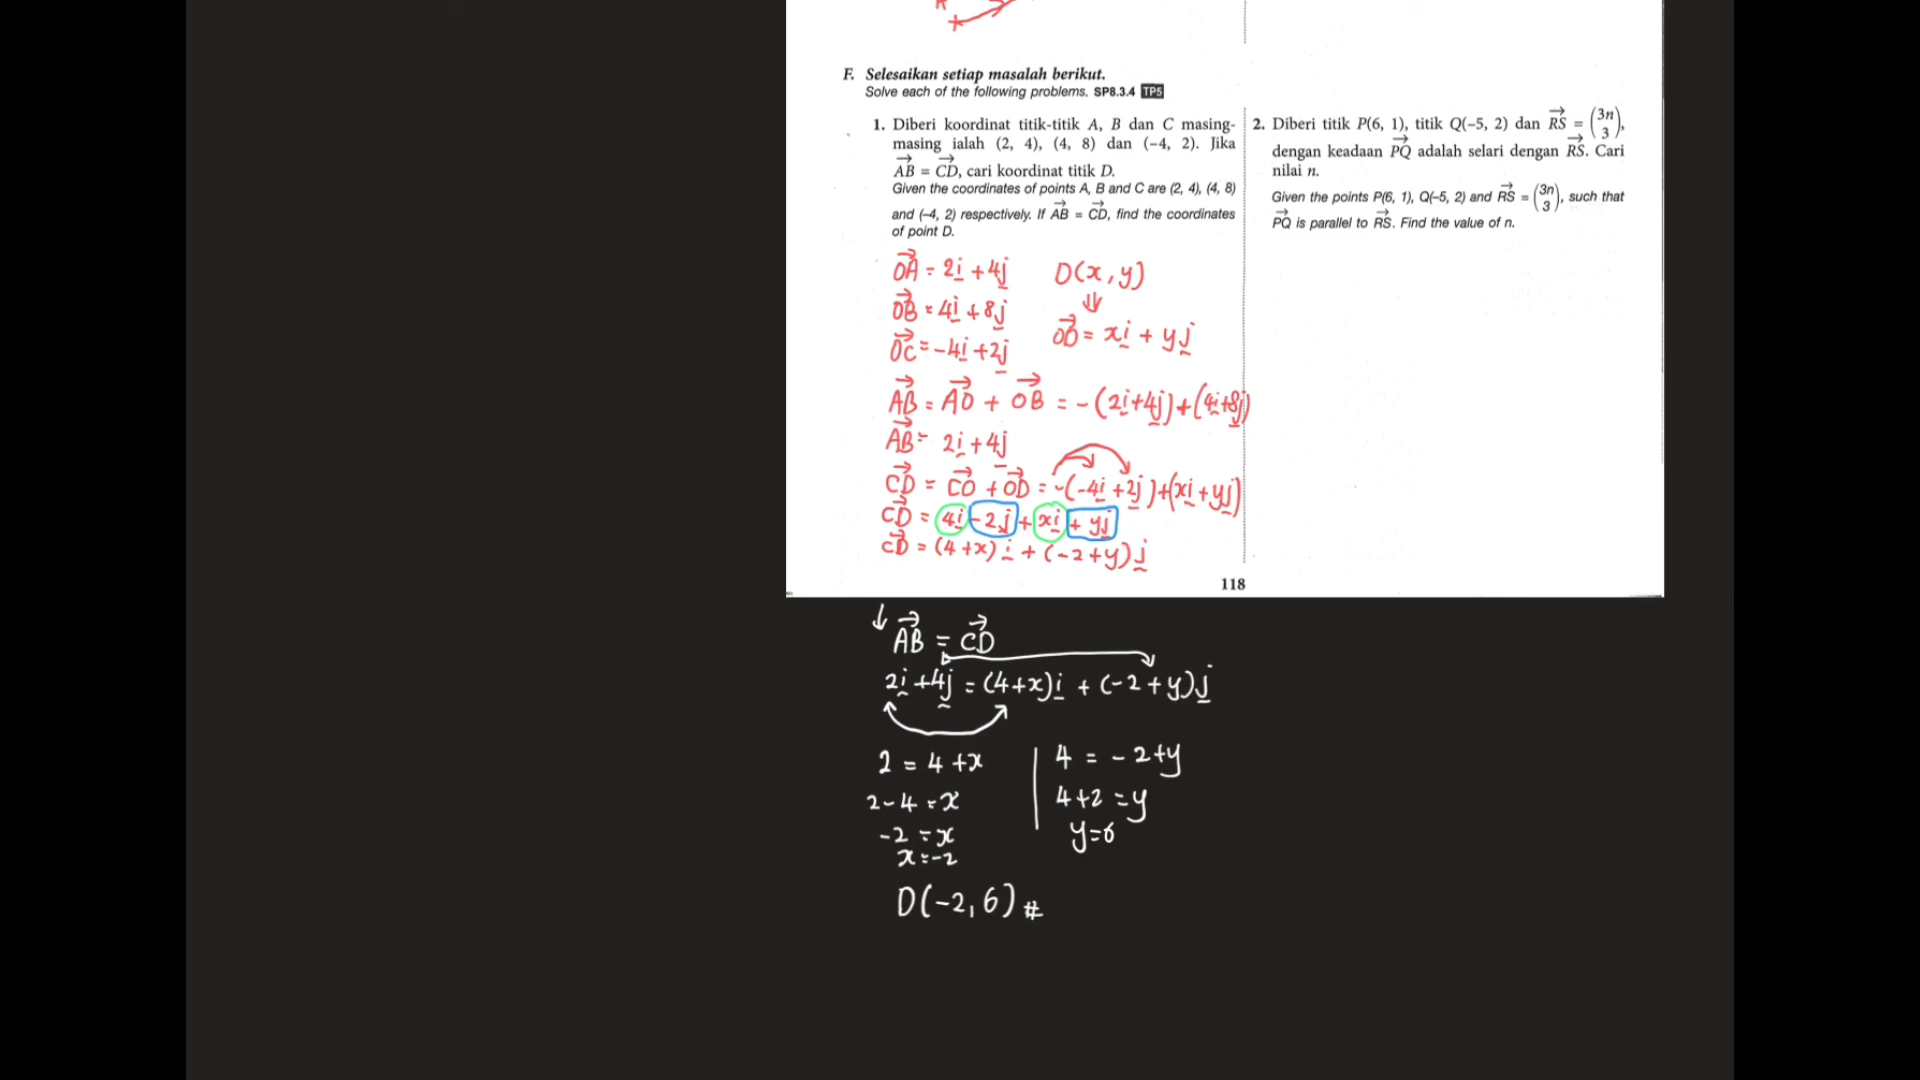 F. Selesaikan setiap masalah berikut.
Solve each of the following problems. SP8.3.4 TP5
1. Diberi koordinat titik-titik A, B dan C masing-
masing ialah (2, 4), (4, 8) dan (–4, 2). Jika
→AB = →CD, cari koordinat titik D.
Given the coordinates of points A, B and C are (2, 4), (4, 8)
and (–4, 2) respectively. If →AB = →CD, find the coordinates
of point D.
→OA = 2i + 4j
→OB = 4i + 8j
→OC = -4i + 2j
D(x, y)
⇓
→OD = xi + yj
→AB = →AO + →OB = -(2i+4j)+(4i+8j)
→AB = 2i + 4j
→CD = →CO + →OD = -(-4i+2j)+(xi+yj)
→CD = 4i - 2j + xi + yj
→CD = (4+x)i + (-2+y)j
2. Diberi titik P(6, 1), titik Q(–5, 2) dan →RS = (3n 3),
dengan keadaan →PQ adalah selari dengan →RS. Cari
nilai n.
Given the points P(6, 1), Q(–5, 2) and →RS = (3n 3), such that
→PQ is parallel to →RS. Find the value of n.
118
↓ →AB = →CD
2i + 4j = (4+x)i + (-2+y)j
2 = 4 + x
2 - 4 = x
-2 = x
x = -2
4 = -2+y
4+2 = y
y=6
D(-2, 6) #